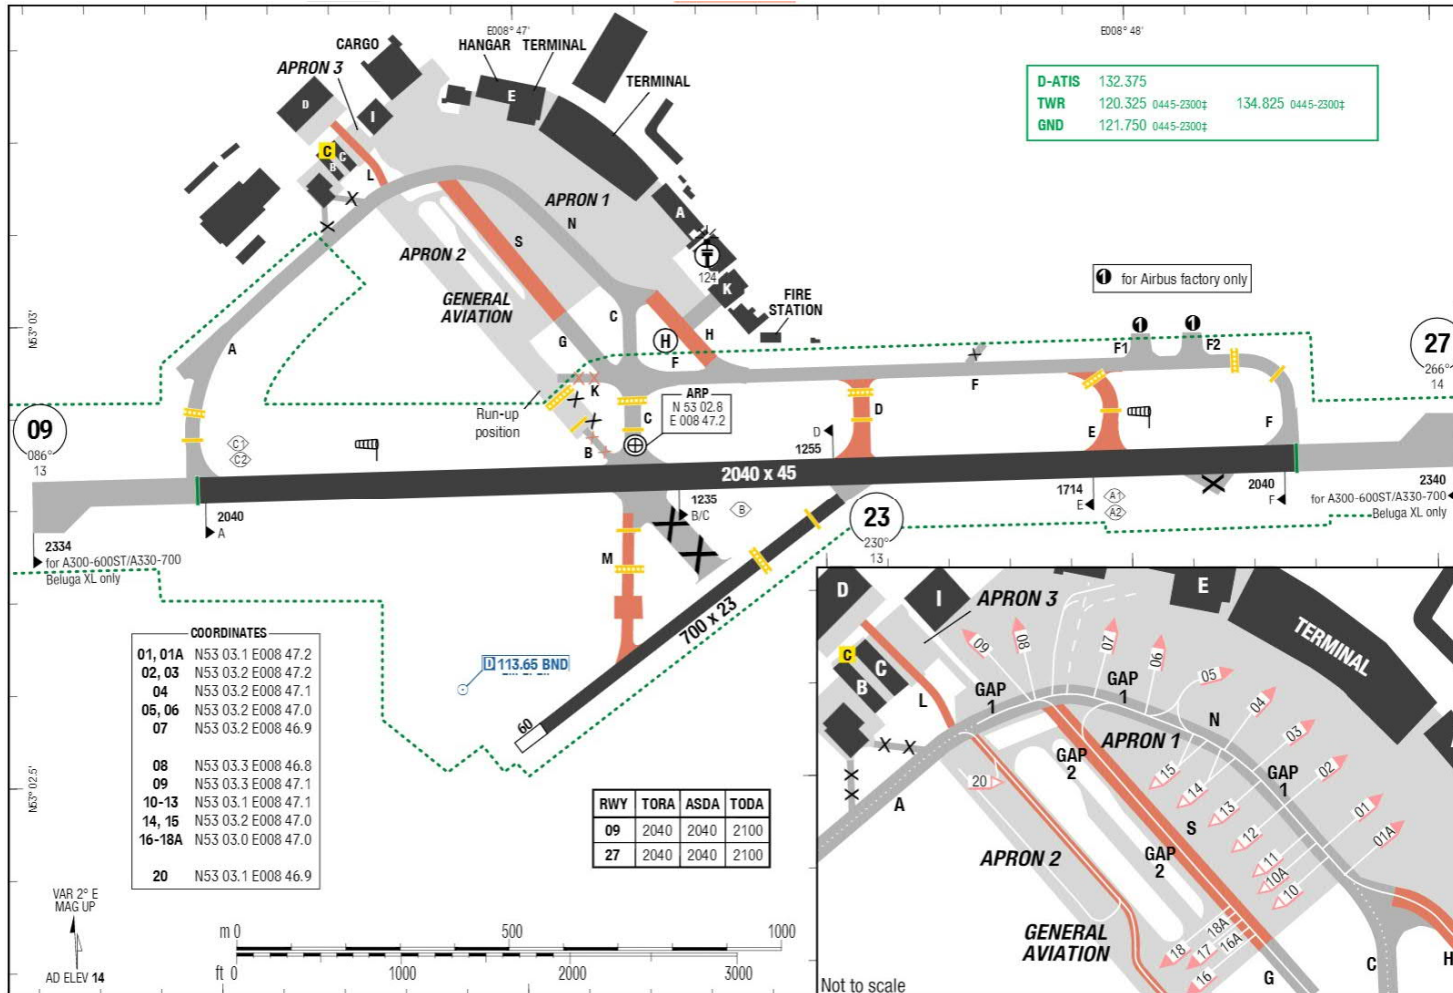 E008° 47'
E008° 48'
CARGO
HANGAR
TERMINAL
APRON 3
TERMINAL
D
I
E
C
C
B
L
A
APRON 1
N
S
APRON 2
124
K
GENERAL
AVIATION
FIRE
STATION
C
H
H
G
F
D-ATIS 132.375
TWR 120.325 0445-2300‡ 134.825 0445-2300‡
GND 121.750 0445-2300‡
1 for Airbus factory only
1
1
N53° 03'
A
F1
F2
F
27
266°
14
09
086°
13
Run-up
position
K
C
B
ARP
N 53 02.8
E 008 47.2
D
D
1255
E
F
C1
C2
2040 x 45
2040
A
2334
for A300-600ST/A330-700
Beluga XL only
1235
B/C
B
23
230°
13
1714
E
A1
A2
2040
F
2340
for A300-600ST/A330-700
Beluga XL only
M
700 x 23
60
D 113.65 BND
COORDINATES
01, 01A N53 03.1 E008 47.2
02, 03 N53 03.2 E008 47.2
04 N53 03.2 E008 47.1
05, 06 N53 03.2 E008 47.0
07 N53 03.2 E008 46.9
08 N53 03.3 E008 46.8
09 N53 03.3 E008 47.1
10-13 N53 03.1 E008 47.1
14, 15 N53 03.2 E008 47.0
16-18A N53 03.0 E008 47.0
20 N53 03.1 E008 46.9
N53° 02.5'
RWY TORA ASDA TODA
09 2040 2040 2100
27 2040 2040 2100
VAR 2° E
MAG UP
AD ELEV 14
m 0 500 1000
ft 0 1000 2000 3000
D
I
APRON 3
E
TERMINAL
C
C
B
L
A
09
08
07
06
05
04
03
02
01
01A
GAP
1
GAP
1
GAP
1
N
APRON 1
GAP
2
GAP
2
S
15
14
13
12
11
10A
10
20
APRON 2
GENERAL
AVIATION
18
18A
17
16A
16
G
C
H
Not to scale